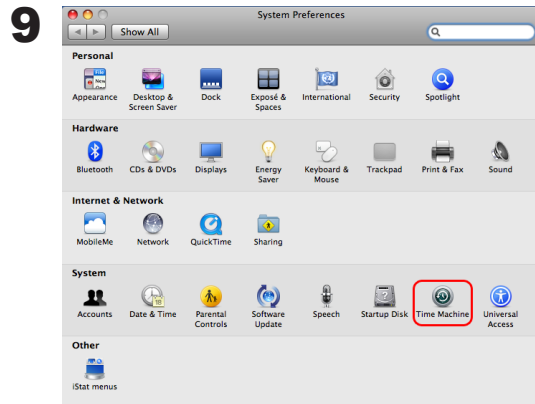 9
System Preferences
Show All
Personal
File
New
Appearance
Desktop &
Screen Saver
Dock
Exposé &
Spaces
International
Security
Spotlight
Hardware
Bluetooth
CDs & DVDs
Displays
Energy
Saver
Keyboard &
Mouse
Trackpad
Print & Fax
Sound
Internet & Network
MobileMe
Network
QuickTime
Sharing
System
Accounts
Date & Time
Parental
Controls
Software
Update
Speech
Startup Disk
Time Machine
Universal
Access
Other
iStat menus